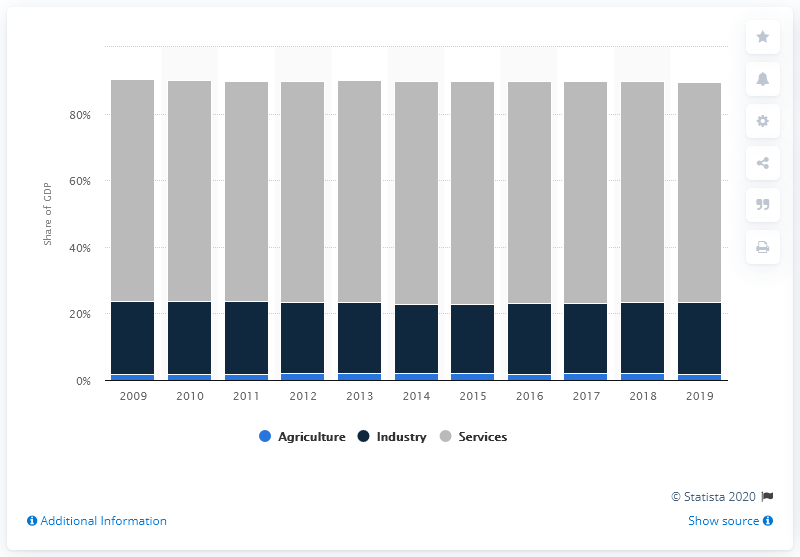 80%
60%
40%
20%
0%
Share of GDP
2009 2010 2011 2012 2013 2014 2015 2016 2017 2018 2019
Agriculture Industry Services
© Statista 2020
Additional Information Show source